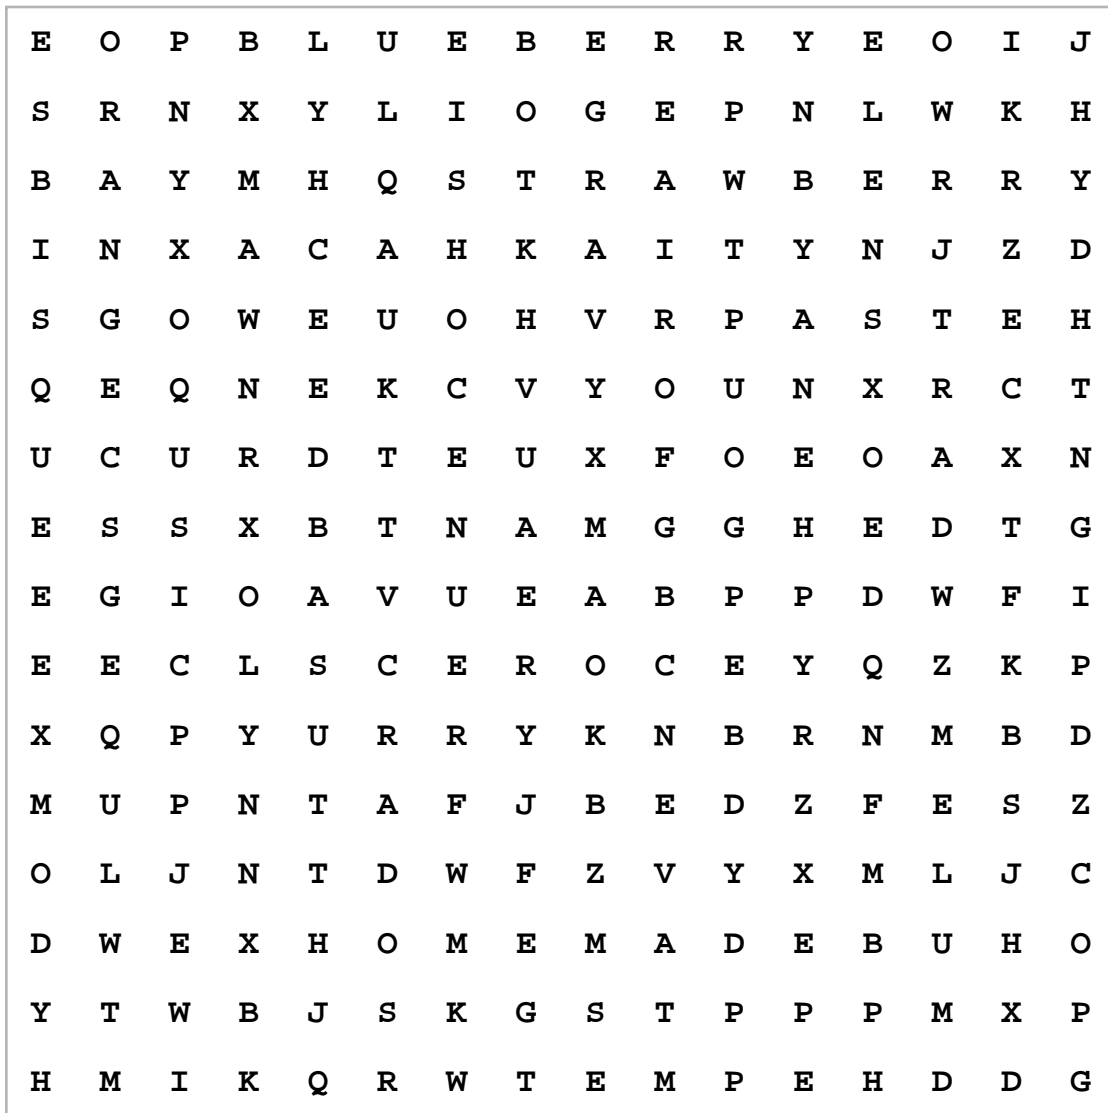 E O P B L U E B E R R Y E O I J
S R N X Y L I O G E P N L W K H
B A Y M H Q S T R A W B E R R Y
I N X A C A H K A I T Y N J Z D
S G O W E U O H V R P A S T E H
Q E Q N E K C V Y O U N X R C T
U C U R D T E U X F O E O A X N
E S S X B T N A M G G H E D T G
E G I O A V U E A B P P D W F I
E E C L S C E R O C E Y Q Z K P
X Q P Y U R R Y K N B R N M B D
M U P N T A F J B E D Z F E S Z
O L J N T D W F Z V Y X M L J C
D W E X H O M E M A D E B U H O
Y T W B J S K G S T P P P M X P
H M I K Q R W T E M P E H D D G